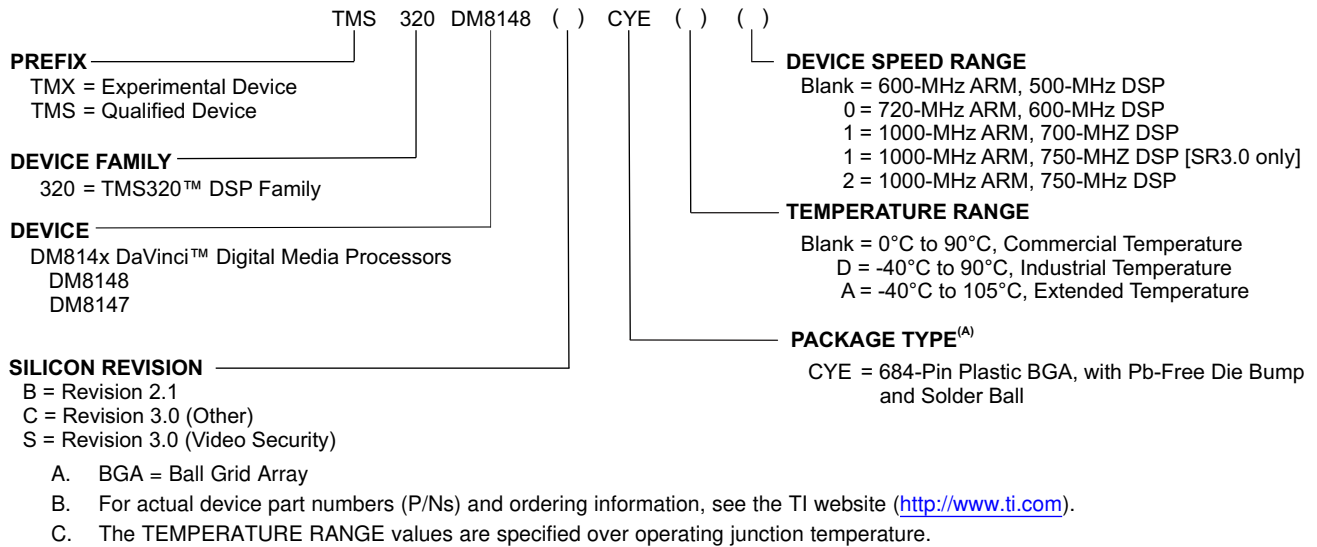 TMS 320 DM8148 ( ) CYE ( ) ( )
PREFIX
TMX = Experimental Device
TMS = Qualified Device
DEVICE FAMILY
320 = TMS320™ DSP Family
DEVICE
DM814x DaVinci™ Digital Media Processors
DM8148
DM8147
SILICON REVISION
B = Revision 2.1
C = Revision 3.0 (Other)
S = Revision 3.0 (Video Security)
DEVICE SPEED RANGE
Blank = 600-MHz ARM, 500-MHz DSP
0 = 720-MHz ARM, 600-MHz DSP
1 = 1000-MHz ARM, 700-MHZ DSP
1 = 1000-MHz ARM, 750-MHZ DSP [SR3.0 only]
2 = 1000-MHz ARM, 750-MHz DSP
TEMPERATURE RANGE
Blank = 0°C to 90°C, Commercial Temperature
D = -40°C to 90°C, Industrial Temperature
A = -40°C to 105°C, Extended Temperature
PACKAGE TYPE(A)
CYE = 684-Pin Plastic BGA, with Pb-Free Die Bump
and Solder Ball
A. BGA = Ball Grid Array
B. For actual device part numbers (P/Ns) and ordering information, see the TI website (http://www.ti.com).
C. The TEMPERATURE RANGE values are specified over operating junction temperature.